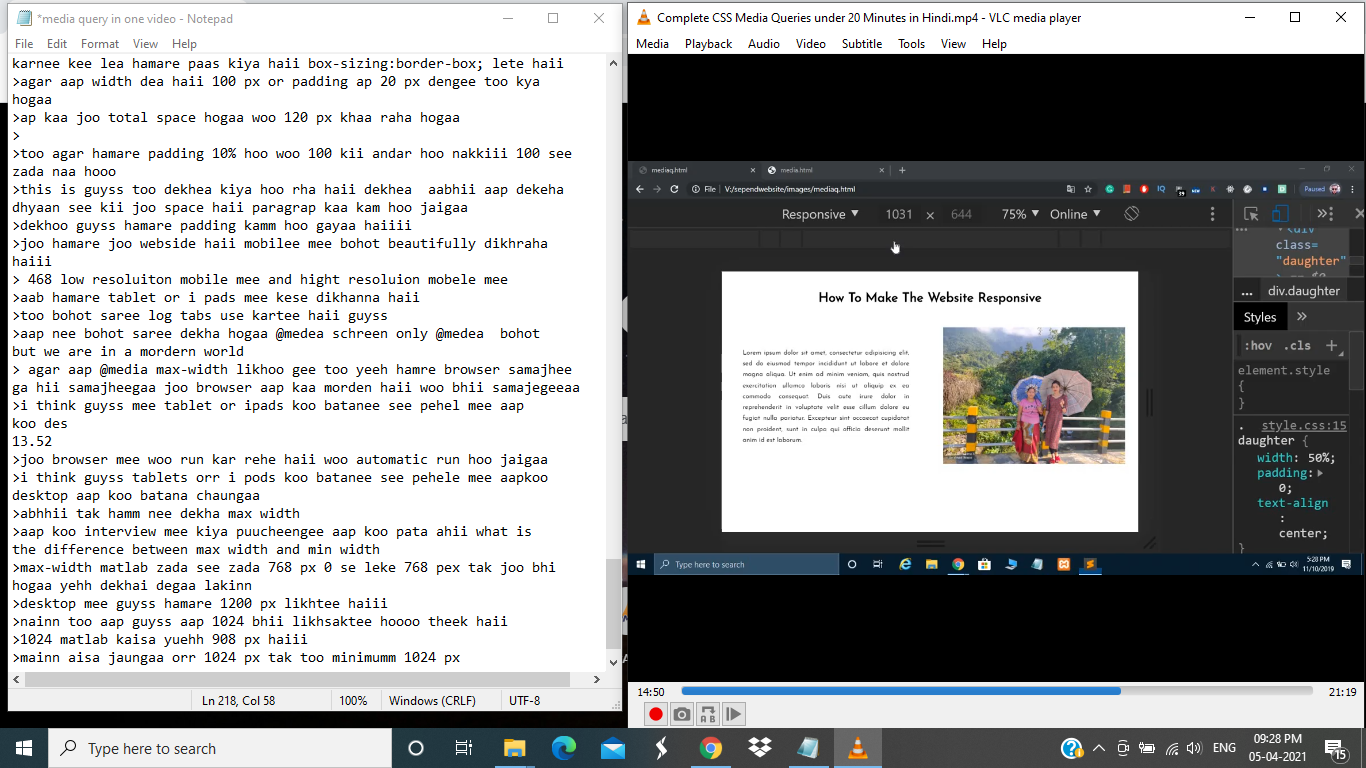 *media query in one video - Notepad
File Edit Format View Help
karnee kee lea hamare paas kiya haii box-sizing:border-box; lete haii
>agar aap width dea haii 100 px or padding ap 20 px dengee too kya
hogaa
>ap kaa joo total space hogaa woo 120 px khaa raha hogaa
>
>too agar hamare padding 10% hoo woo 100 kii andar hoo nakkiii 100 see
zada naa hooo
>this is guyss too dekhea kiya hoo rha haii dekhea  aabhii aap dekeha
dhyaan see kii joo space haii paragrap kaa kam hoo jaigaa
>dekhoo guyss hamare padding kamm hoo gayaa haiiii
>joo hamare joo webside haii mobilee mee bohot beautifully dikhraha
haiii
> 468 low resoluiton mobile mee and hight resoluion mobele mee
>aab hamare tablet or i pads mee kese dikhanna haii
>too bohot saree log tabs use kartee haii guyss
>aap nee bohot saree dekha hogaa @medea schreen only @medea  bohot
but we are in a mordern world
> agar aap @media max-width likhoo gee too yeeh hamre browser samajhee
ga hii samajheega joo browser aap kaa morden haii woo bhii samajegeeaa
>i think guyss mee tablet or ipads koo batanee see pehel mee aap
koo des
13.52
>joo browser mee woo run kar rehe haii woo automatic run hoo jaigaa
>i think guyss tablets orr i pods koo batanee see pehele mee aapkoo
desktop aap koo batana chaungaa
>abhhii tak hamm nee dekha max width
>aap koo interview mee kiya puucheengee aap koo pata ahii what is
the difference between max width and min width
>max-width matlab zada see zada 768 px 0 se leke 768 pex tak joo bhi
hogaa yehh dekhai degaa lakinn
>desktop mee guyss hamare 1200 px likhtee haiii
>nainn too aap guyss aap 1024 bhii likhsaktee hoooo theek haii
>1024 matlab kaisa yuehh 908 px haiii
>mainn aisa jaungaa orr 1024 px tak too minimumm 1024 px
Ln 218, Col 58 100% Windows (CRLF) UTF-8
Complete CSS Media Queries under 20 Minutes in Hindi.mp4 - VLC media player
Media Playback Audio Video Subtitle Tools View Help
mediaq.html media.html
File V:/sependwebsite/images/mediaq.html Paused
Responsive 1031 × 644 75% Online
<div
class=
"daughter"
... div.daughter
Styles
:hov .cls +
element.style
{
}
style.css:15
.
daughter {
width: 50%;
padding:
0;
text-align
:
center;
}
How To Make The Website Responsive
Lorem ipsum dolor sit amet, consectetur adipisicing elit,
sed do eiusmod tempor incididunt ut labore et dolore
magna aliqua. Ut enim ad minim veniam, quis nostrud
exercitation ullamco laboris nisi ut aliquip ex ea
commodo consequat. Duis aute irure dolor in
reprehenderit in voluptate velit esse cillum dolore eu
fugiat nulla pariatur. Excepteur sint occaecat cupidatat
non proident, sunt in culpa qui officia deserunt mollit
anim id est laborum.
Type here to search
5:28 PM
11/10/2019
14:50 21:19
Type here to search
ENG
09:28 PM
05-04-2021
15